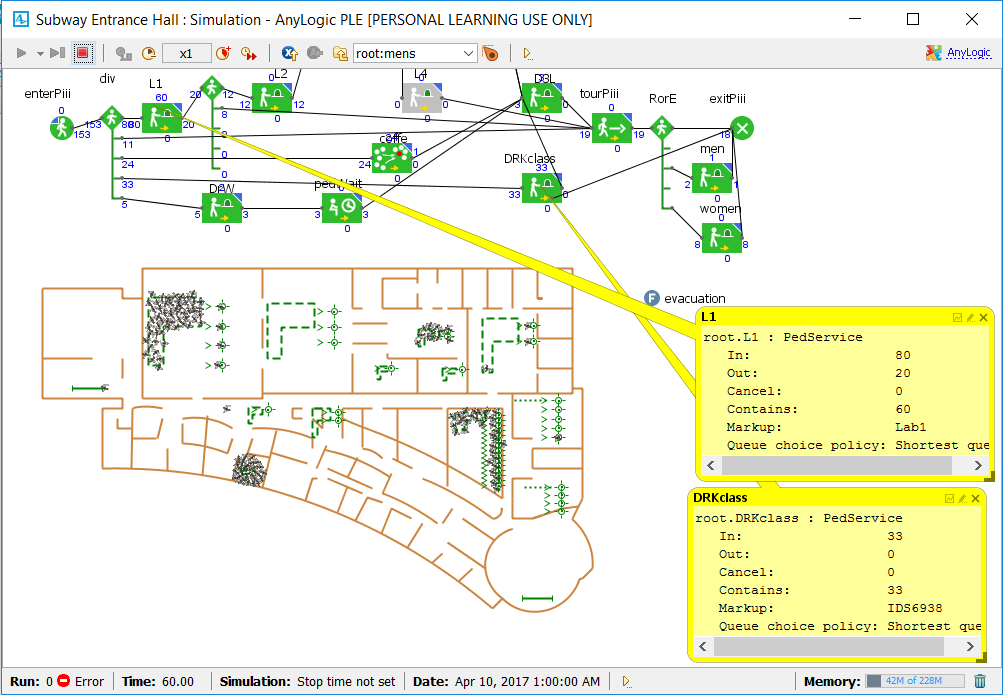 Subway Entrance Hall : Simulation - AnyLogic PLE [PERSONAL LEARNING USE ONLY]
x1
root:mens
AnyLogic
enterPiii
0
153
div
153
11
24
33
5
L1
60
80
20
0
20
12
8
0
0
L2
0
12
12
0
L4
0
0
0
D3L
0
tourPiii
19
19
0
RorE
exitPiii
18
caffe
24
1
0
0
men
1
2
1
0
DRKclass
33
33
0
0
DPW
5
3
0
pedWait
3
3
0
women
0
8
8
0
F evacuation
L1
root.L1 : PedService
In: 80
Out: 20
Cancel: 0
Contains: 60
Markup: Lab1
Queue choice policy: Shortest que
DRKclass
root.DRKclass : PedService
In: 33
Out: 0
Cancel: 0
Contains: 33
Markup: IDS6938
Queue choice policy: Shortest que
Run: 0 Error
Time: 60.00
Simulation: Stop time not set
Date: Apr 10, 2017 1:00:00 AM
Memory: 42M of 228M